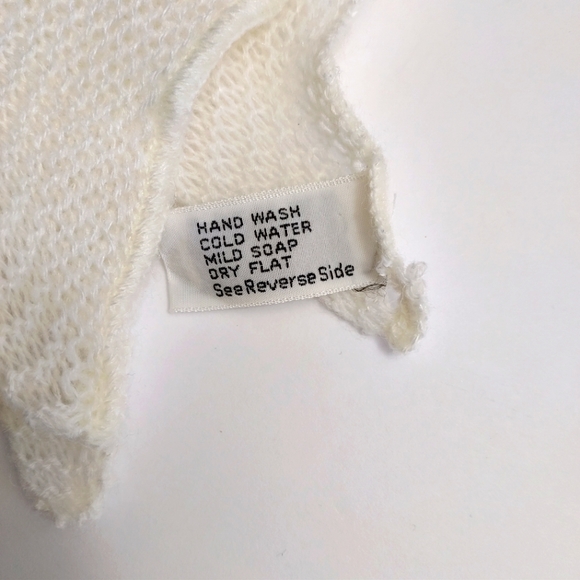 HAND WASH
COLD WATER
MILD SOAP
DRY FLAT
See Reverse Side